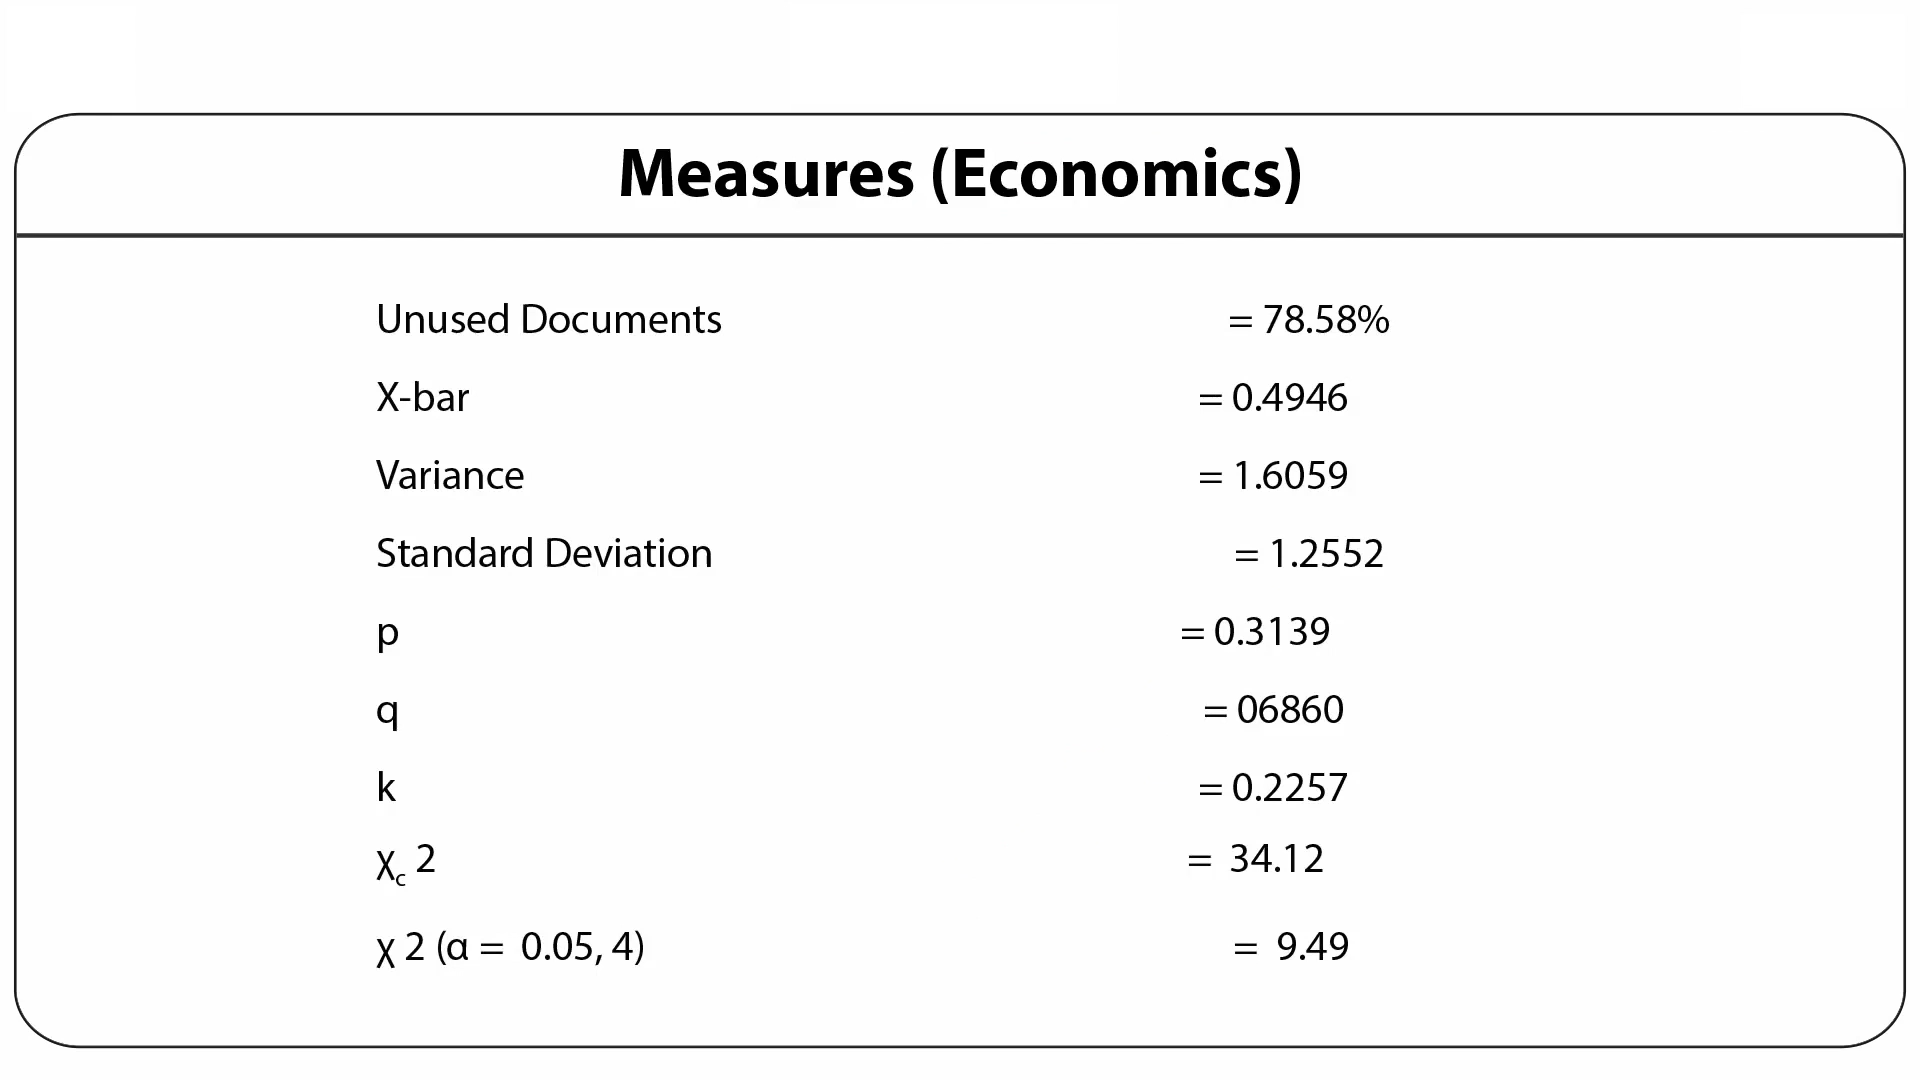 Measures (Economics)
Unused Documents = 78.58%
X-bar = 0.4946
Variance = 1.6059
Standard Deviation = 1.2552
p = 0.3139
q = 06860
k = 0.2257
χc 2 = 34.12
χ 2 (α = 0.05, 4) = 9.49